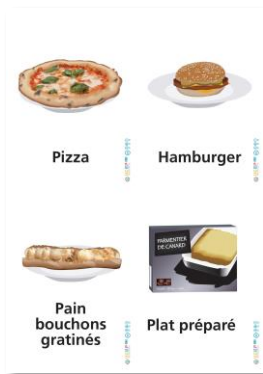 Pizza
Hamburger
PARMENTIER
DE CANARD
Pain
bouchons
gratinés
Plat préparé